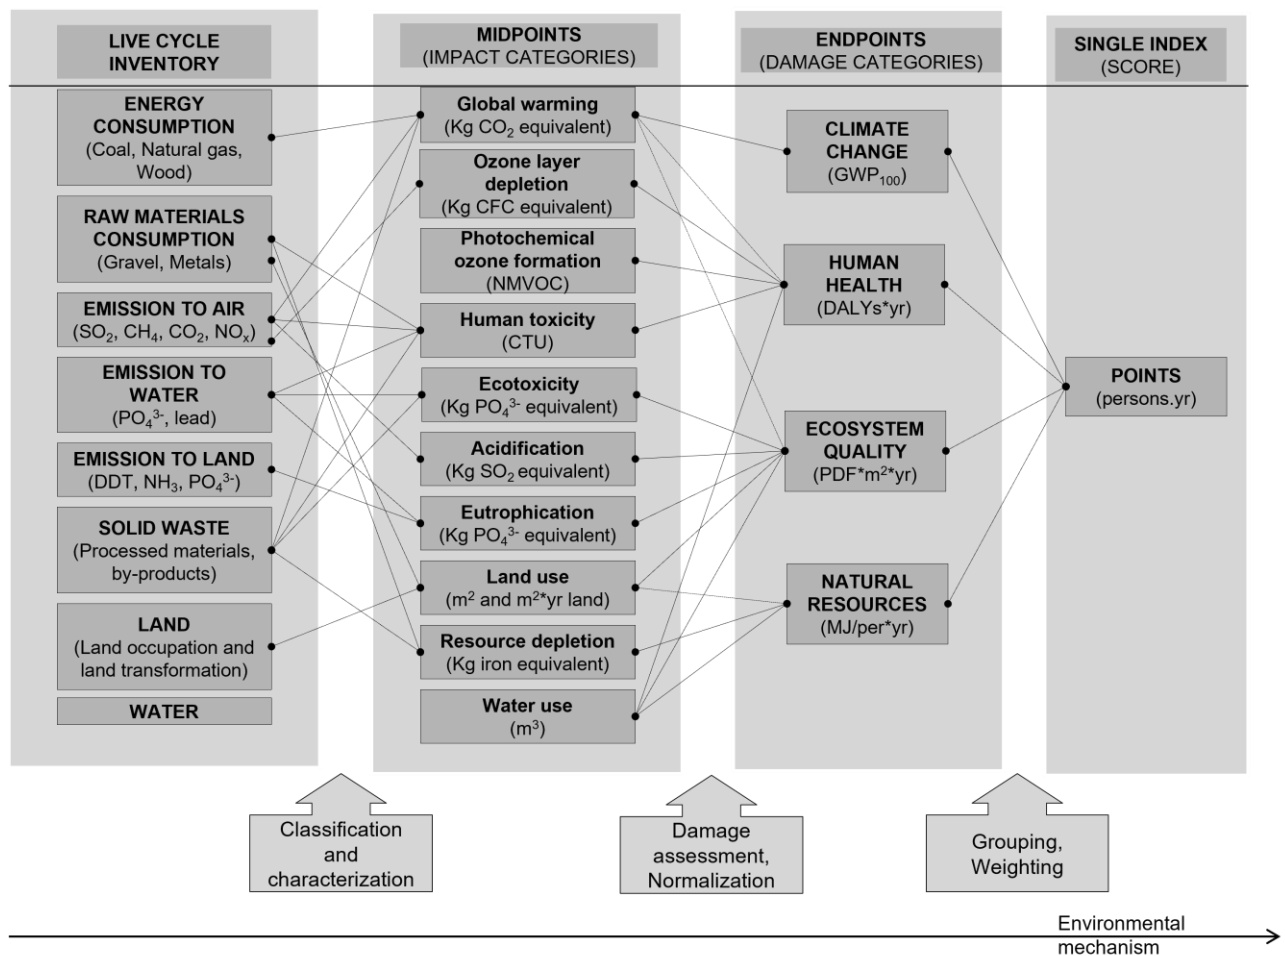 LIVE CYCLE
INVENTORY
ENERGY
CONSUMPTION
(Coal, Natural gas,
Wood)
RAW MATERIALS
CONSUMPTION
(Gravel, Metals)
EMISSION TO AIR
(SO₂, CH₄, CO₂, NOₓ)
EMISSION TO
WATER
(PO₄³⁻, lead)
EMISSION TO LAND
(DDT, NH₃, PO₄³⁻)
SOLID WASTE
(Processed materials,
by-products)
LAND
(Land occupation and
land transformation)
WATER
MIDPOINTS
(IMPACT CATEGORIES)
Global warming
(Kg CO₂ equivalent)
Ozone layer
depletion
(Kg CFC equivalent)
Photochemical
ozone formation
(NMVOC)
Human toxicity
(CTU)
Ecotoxicity
(Kg PO₄³⁻ equivalent)
Acidification
(Kg SO₂ equivalent)
Eutrophication
(Kg PO₄³⁻ equivalent)
Land use
(m² and m²*yr land)
Resource depletion
(Kg iron equivalent)
Water use
(m³)
ENDPOINTS
(DAMAGE CATEGORIES)
CLIMATE
CHANGE
(GWP₁₀₀)
HUMAN
HEALTH
(DALYs*yr)
ECOSYSTEM
QUALITY
(PDF*m²*yr)
NATURAL
RESOURCES
(MJ/per*yr)
SINGLE INDEX
(SCORE)
POINTS
(persons.yr)
Classification
and
characterization
Damage
assessment,
Normalization
Grouping,
Weighting
Environmental
mechanism